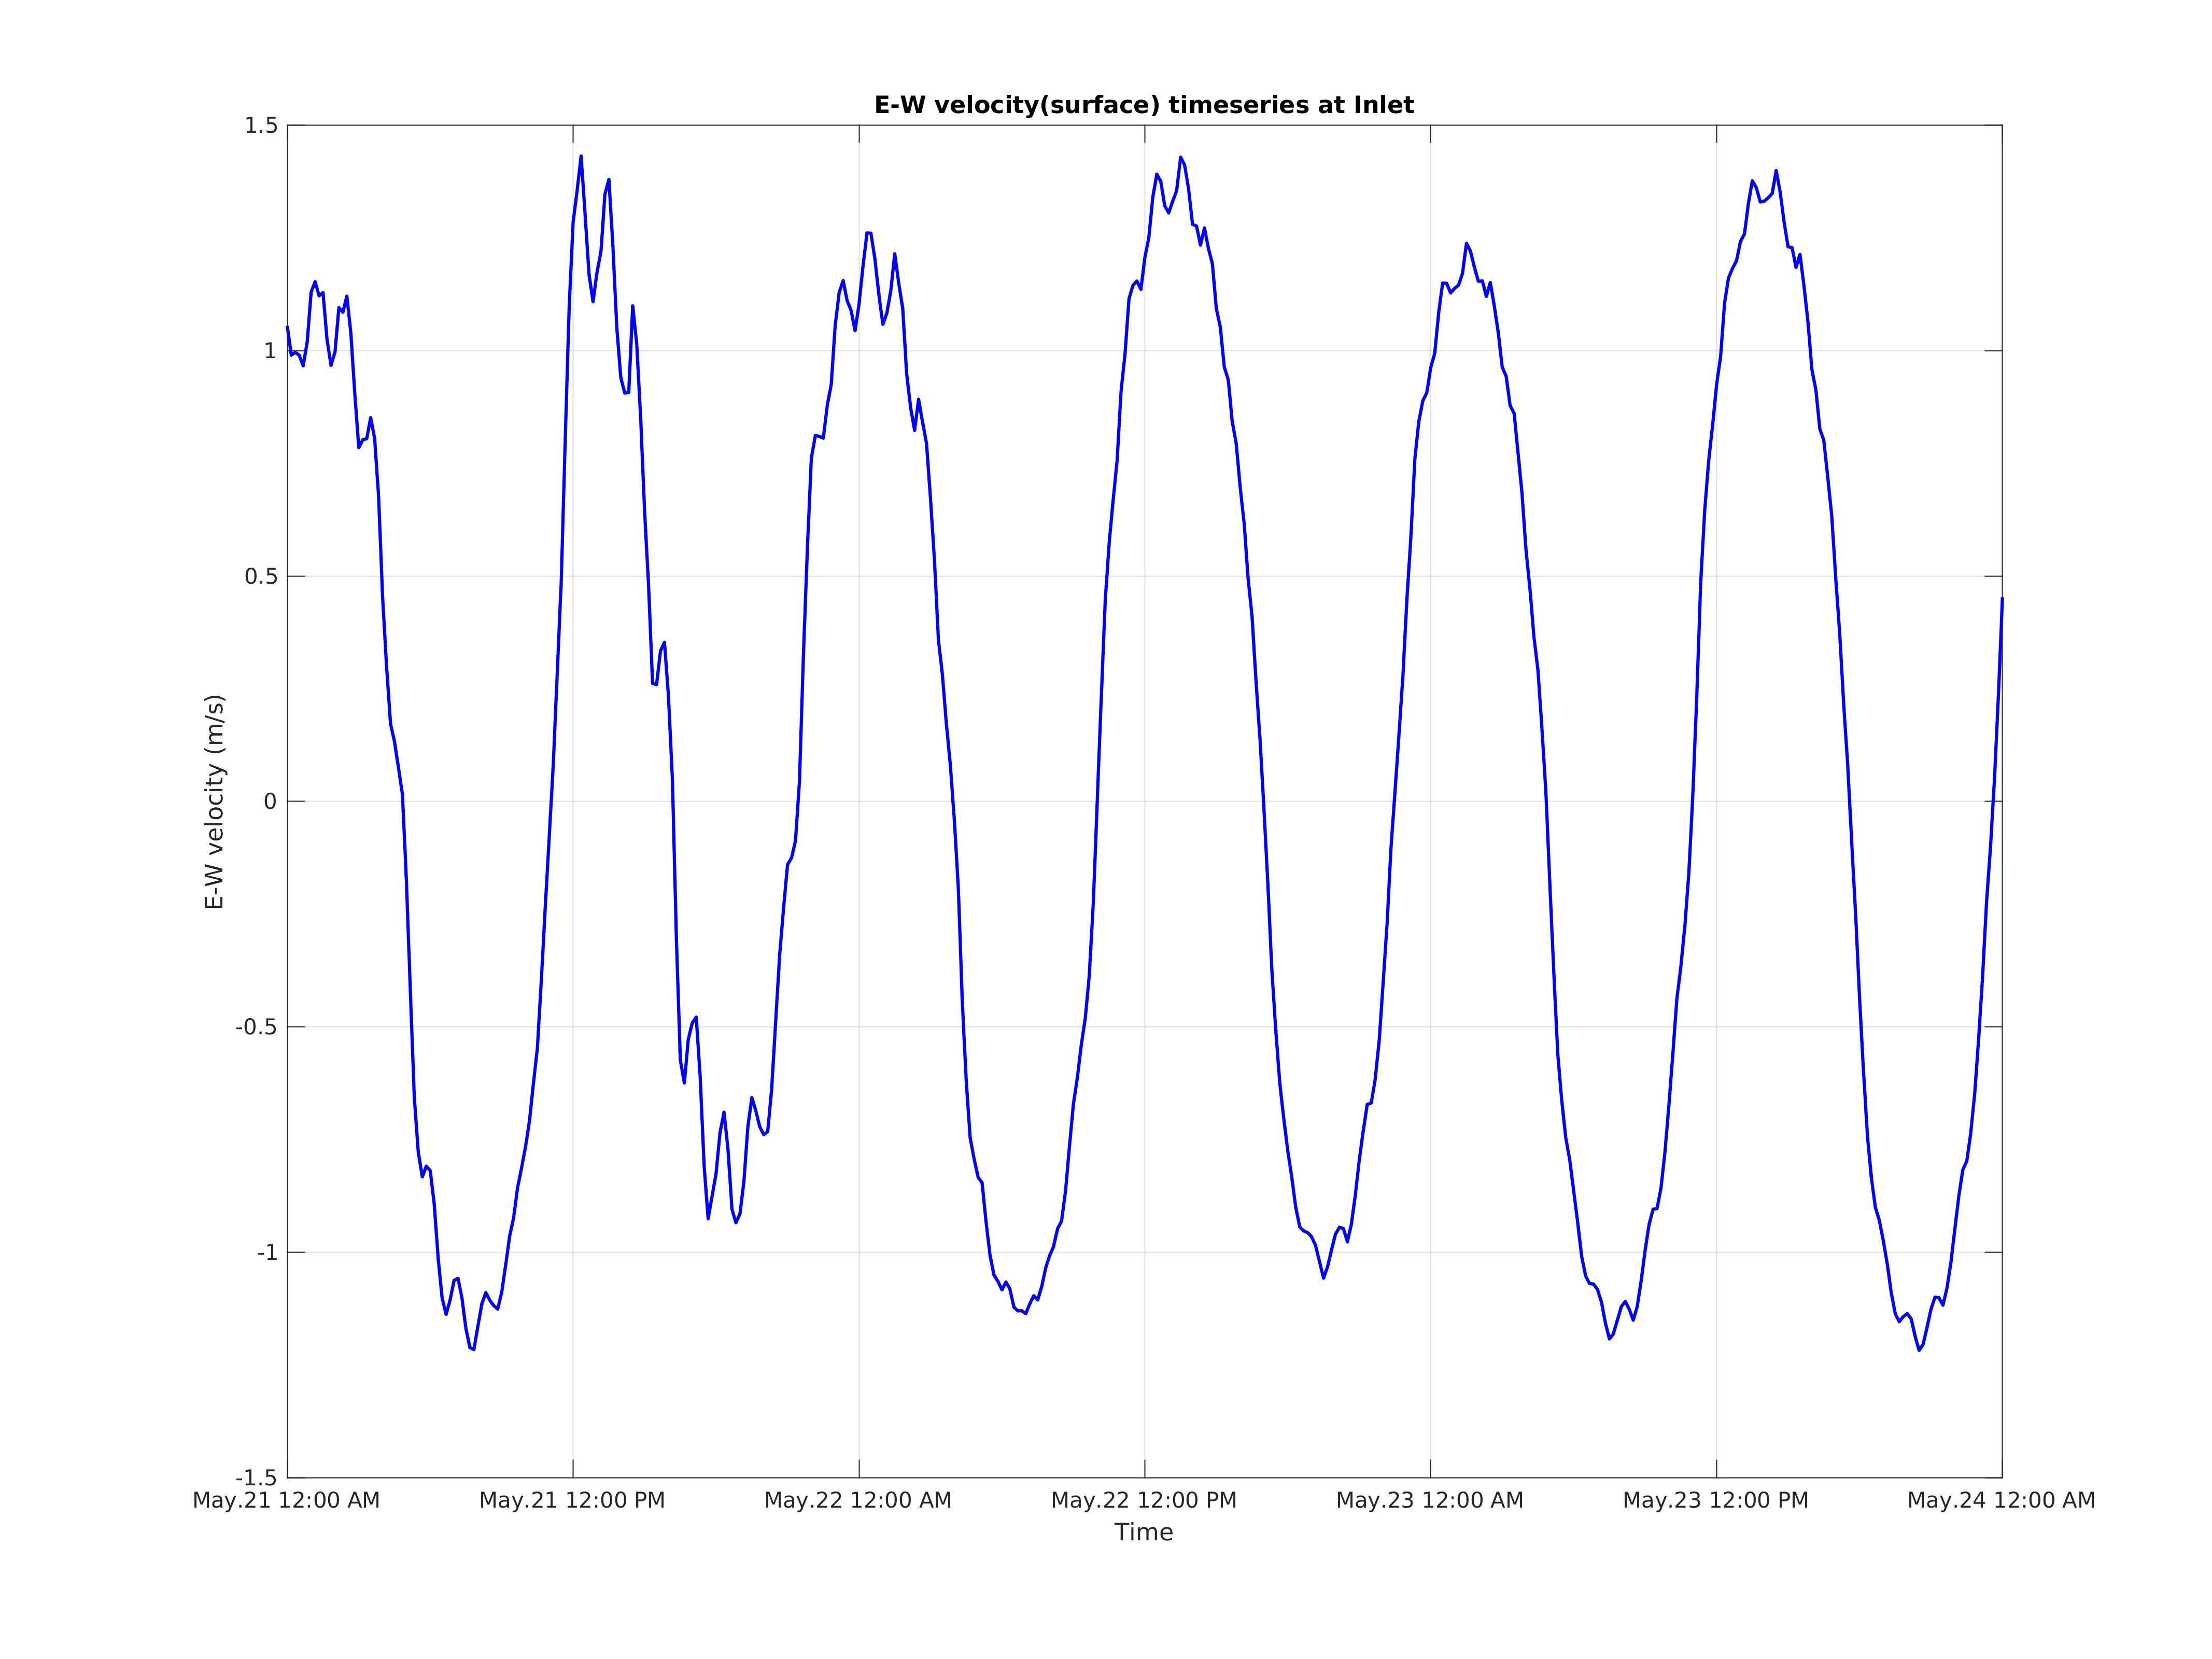 E-W velocity(surface) timeseries at Inlet
1.5
1
0.5
0
-0.5
-1
-1.5
E-W velocity (m/s)
May.21 12:00 AM
May.21 12:00 PM
May.22 12:00 AM
May.22 12:00 PM
May.23 12:00 AM
May.23 12:00 PM
May.24 12:00 AM
Time